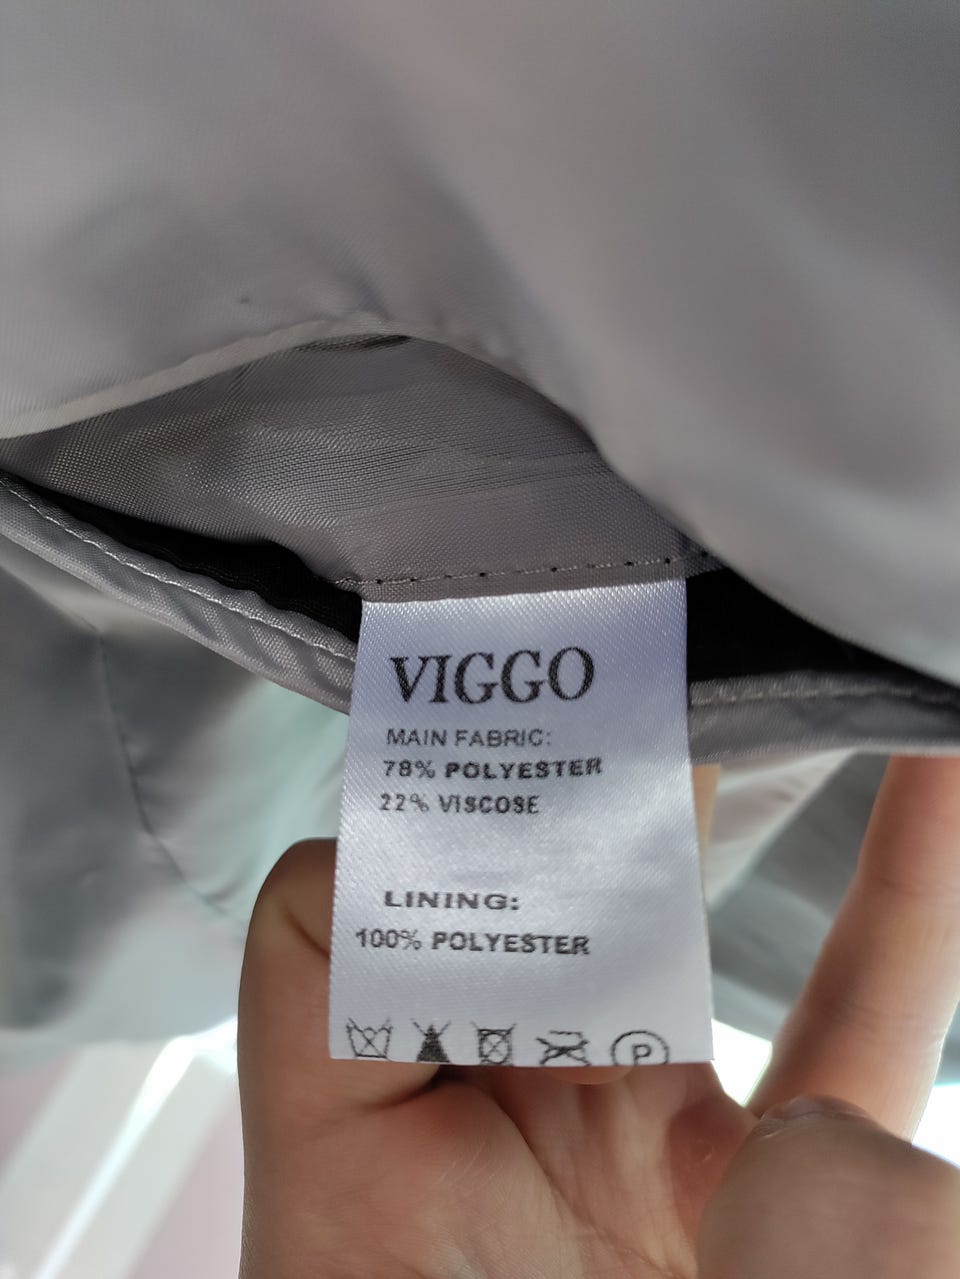 VIGGO
MAIN FABRIC:
78% POLYESTER
22% VISCOSE
LINING:
100% POLYESTER
P